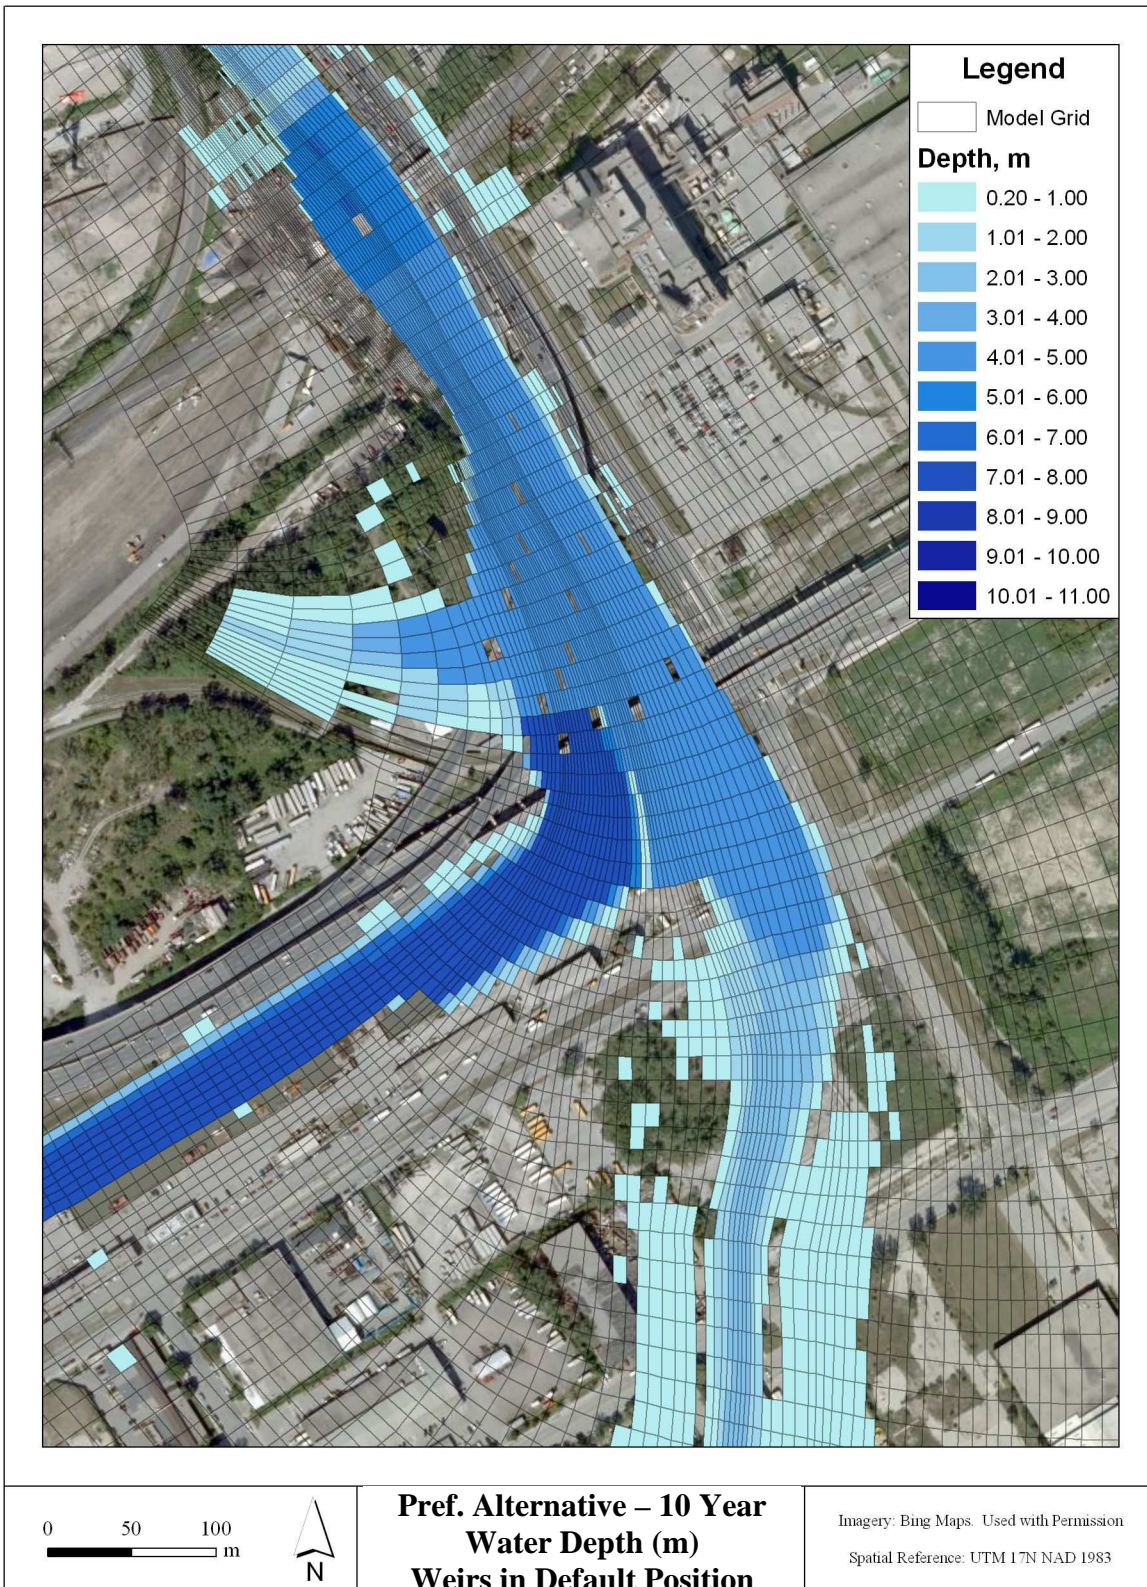 Legend
Model Grid
Depth, m
0.20 - 1.00
1.01 - 2.00
2.01 - 3.00
3.01 - 4.00
4.01 - 5.00
5.01 - 6.00
6.01 - 7.00
7.01 - 8.00
8.01 - 9.00
9.01 - 10.00
10.01 - 11.00
0 50 100
m
N
Pref. Alternative – 10 Year
Water Depth (m)
Weirs in Default Position
Imagery: Bing Maps. Used with Permission
Spatial Reference: UTM 17N NAD 1983